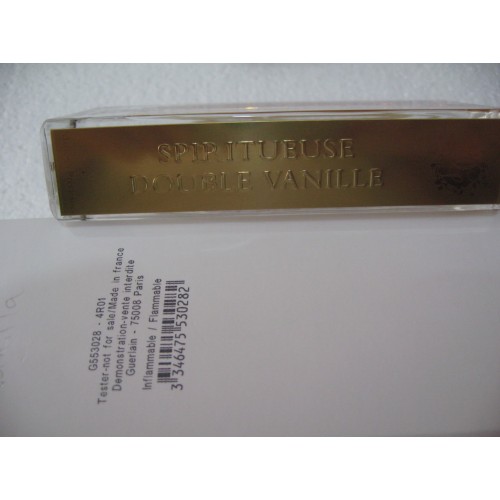 SPIRITUEUSE
DOUBLE VANILLE
G553028 - 4R01
Tester-not for sale/Made in france
Demonstration-vente interdite
Guerlain - 75008 Paris
Inflammable / Flammable
3 346475 530282